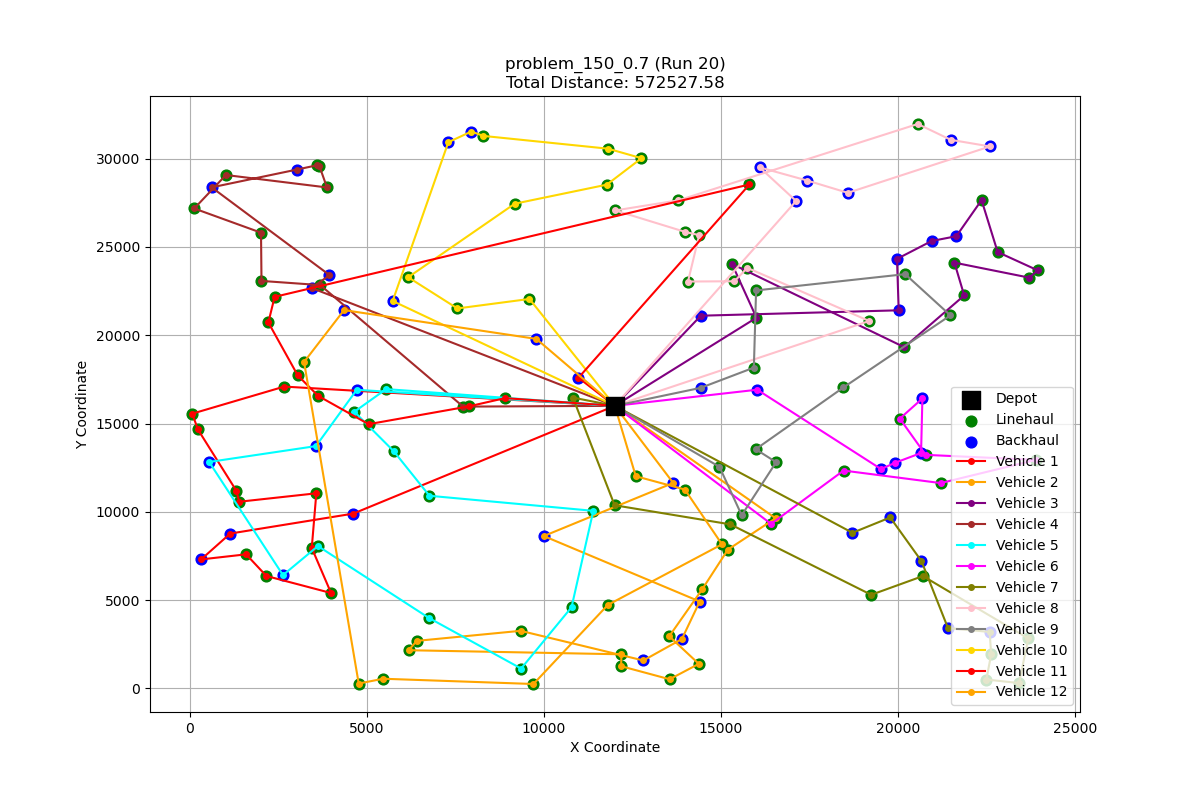 problem_150_0.7 (Run 20)
Total Distance: 572527.58
Y Coordinate
30000
25000
20000
15000
10000
5000
0
0
5000
10000
15000
20000
25000
X Coordinate
Depot
Linehaul
Backhaul
Vehicle 1
Vehicle 2
Vehicle 3
Vehicle 4
Vehicle 5
Vehicle 6
Vehicle 7
Vehicle 8
Vehicle 9
Vehicle 10
Vehicle 11
Vehicle 12